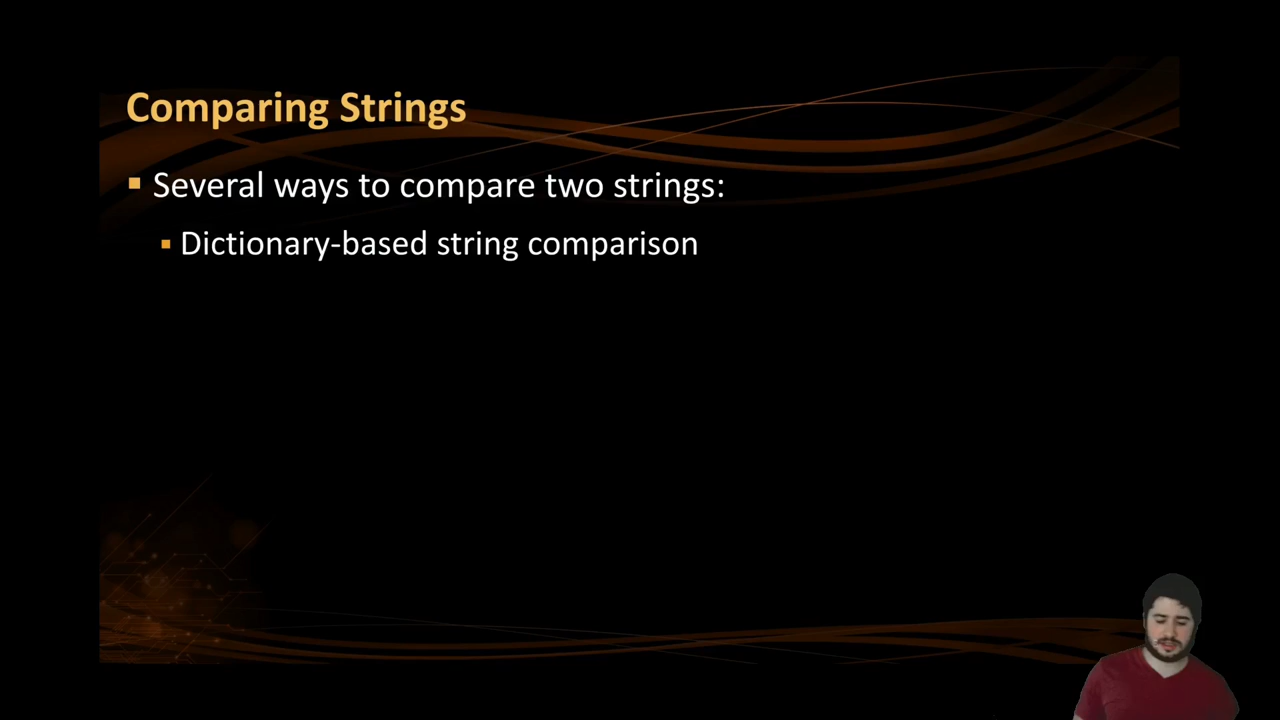 Comparing Strings
Several ways to compare two strings:
Dictionary-based string comparison